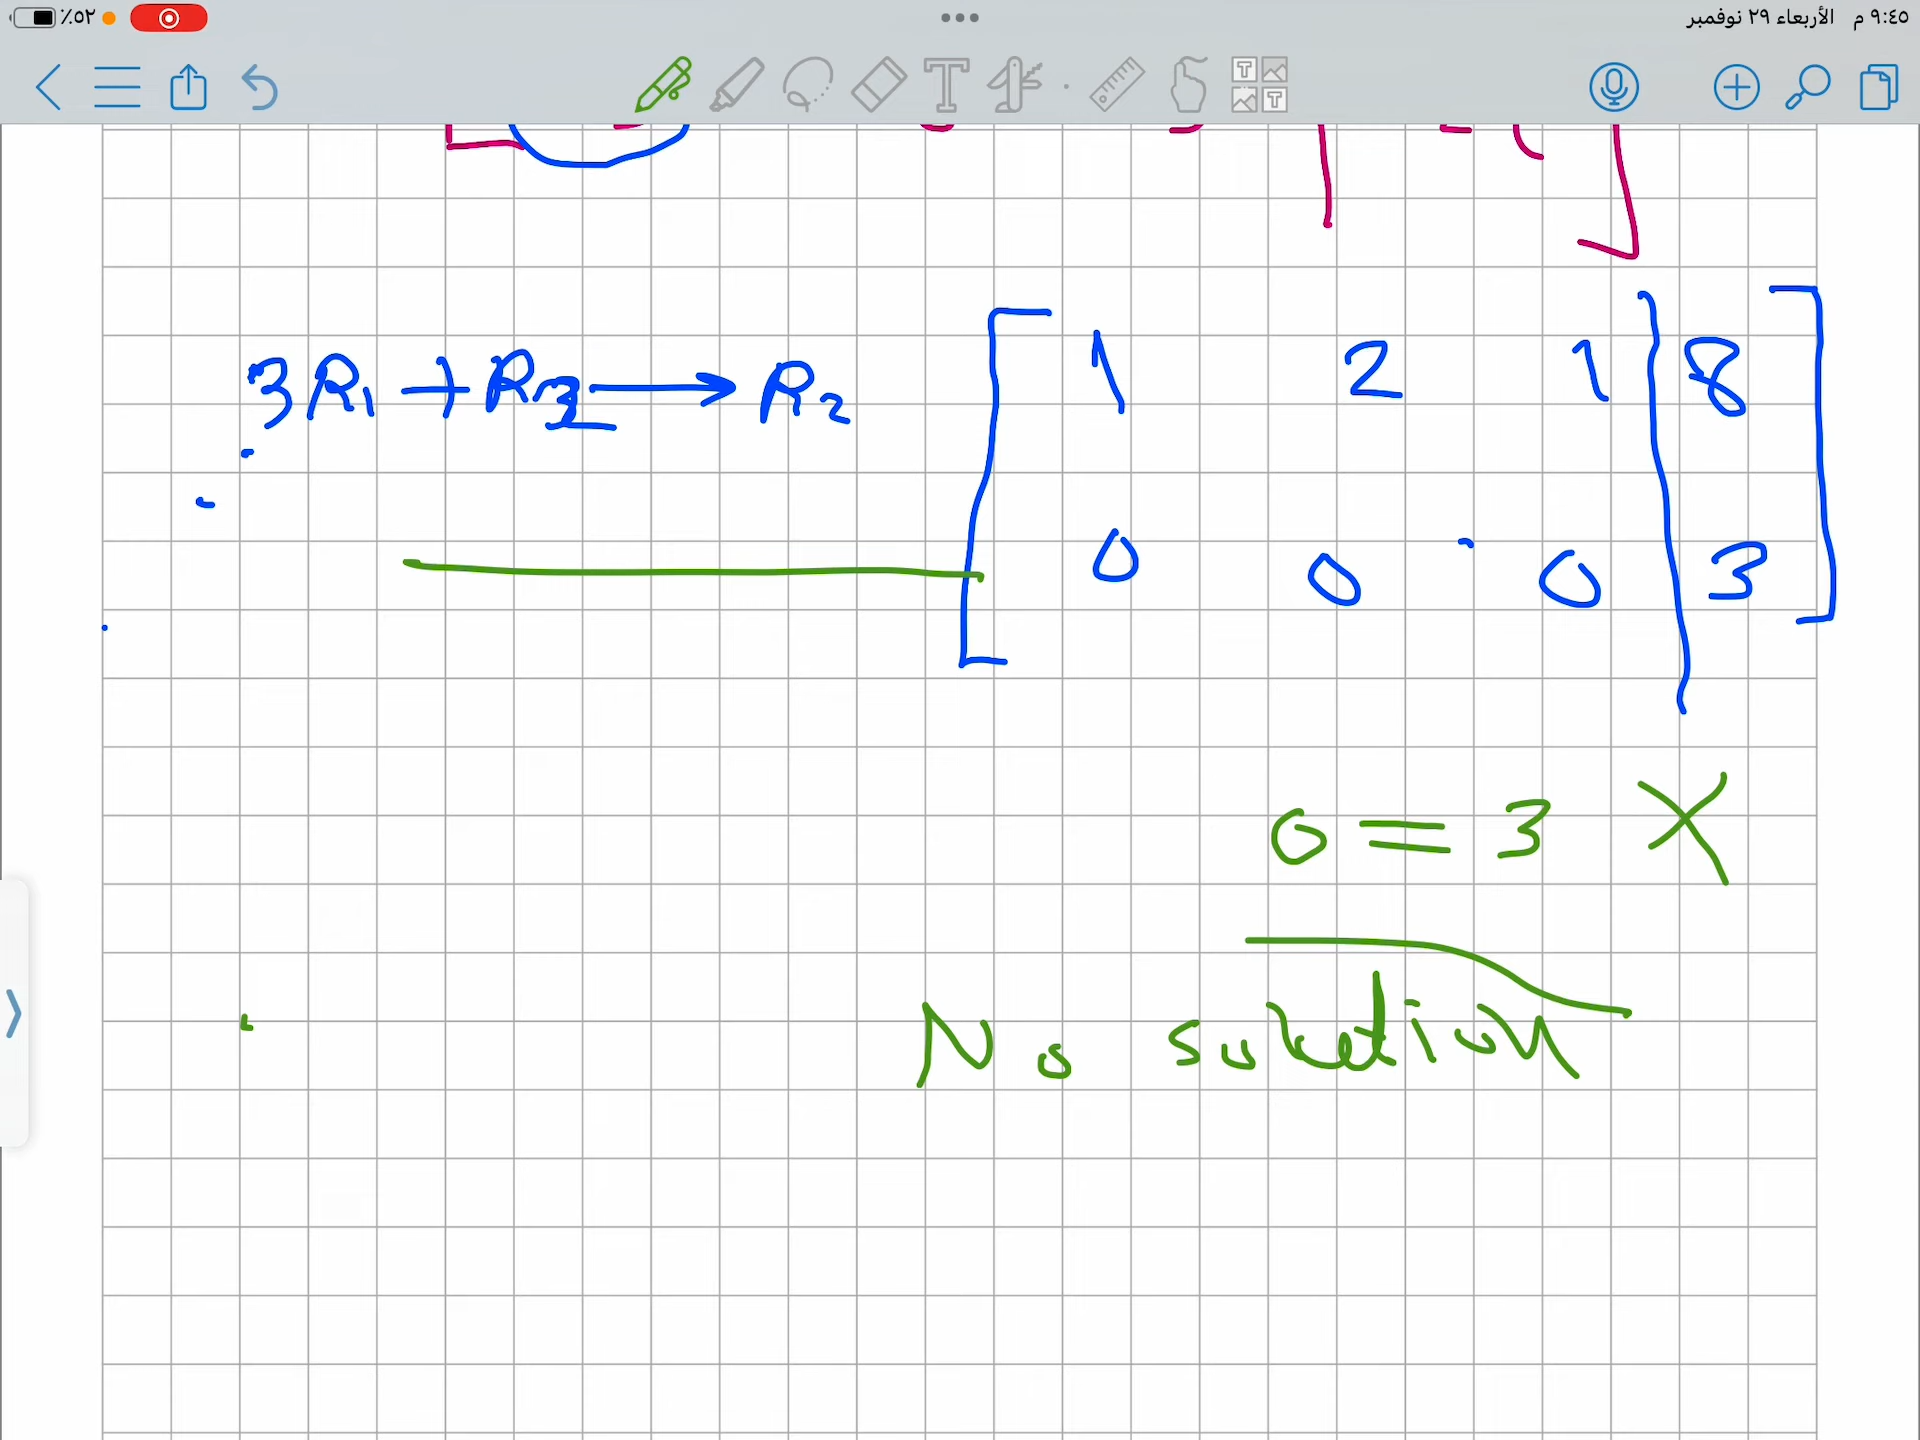 ٪٥٢
٩:٤٥ م الأربعاء ٢٩ نوفمبر
3R1 + R2 → R2
1 2 1 | 8
0 0 0 | 3
0 = 3 X
No solution